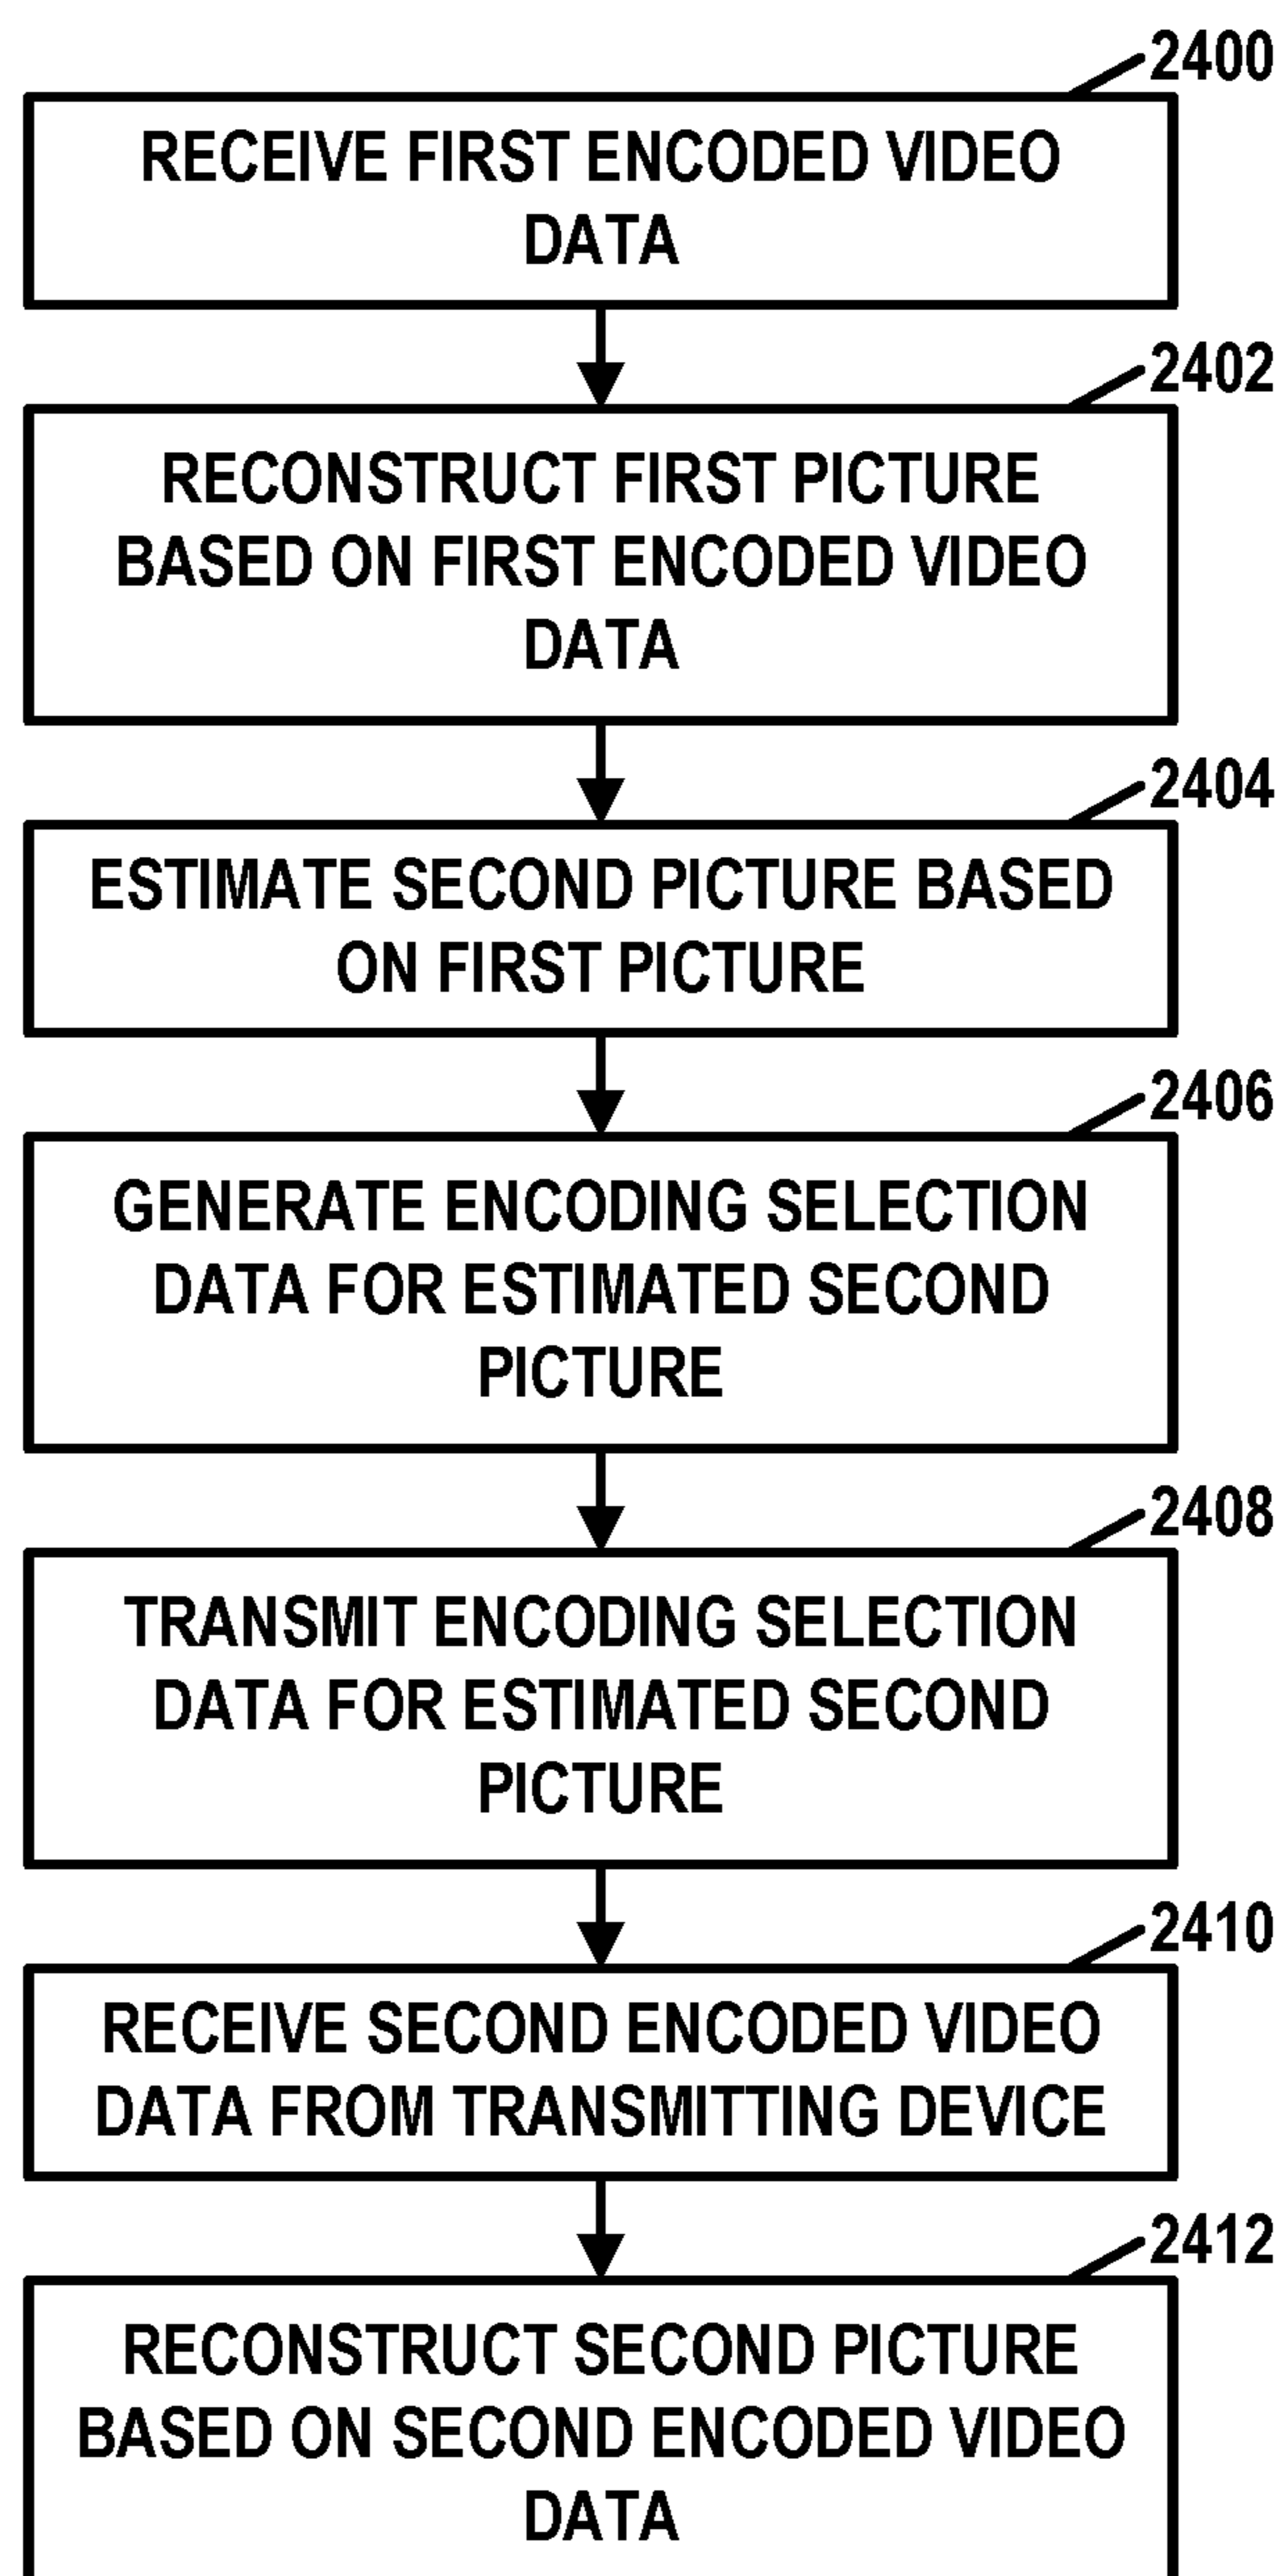 2400
RECEIVE FIRST ENCODED VIDEO
DATA
2402
RECONSTRUCT FIRST PICTURE
BASED ON FIRST ENCODED VIDEO
DATA
2404
ESTIMATE SECOND PICTURE BASED
ON FIRST PICTURE
2406
GENERATE ENCODING SELECTION
DATA FOR ESTIMATED SECOND
PICTURE
2408
TRANSMIT ENCODING SELECTION
DATA FOR ESTIMATED SECOND
PICTURE
2410
RECEIVE SECOND ENCODED VIDEO
DATA FROM TRANSMITTING DEVICE
2412
RECONSTRUCT SECOND PICTURE
BASED ON SECOND ENCODED VIDEO
DATA